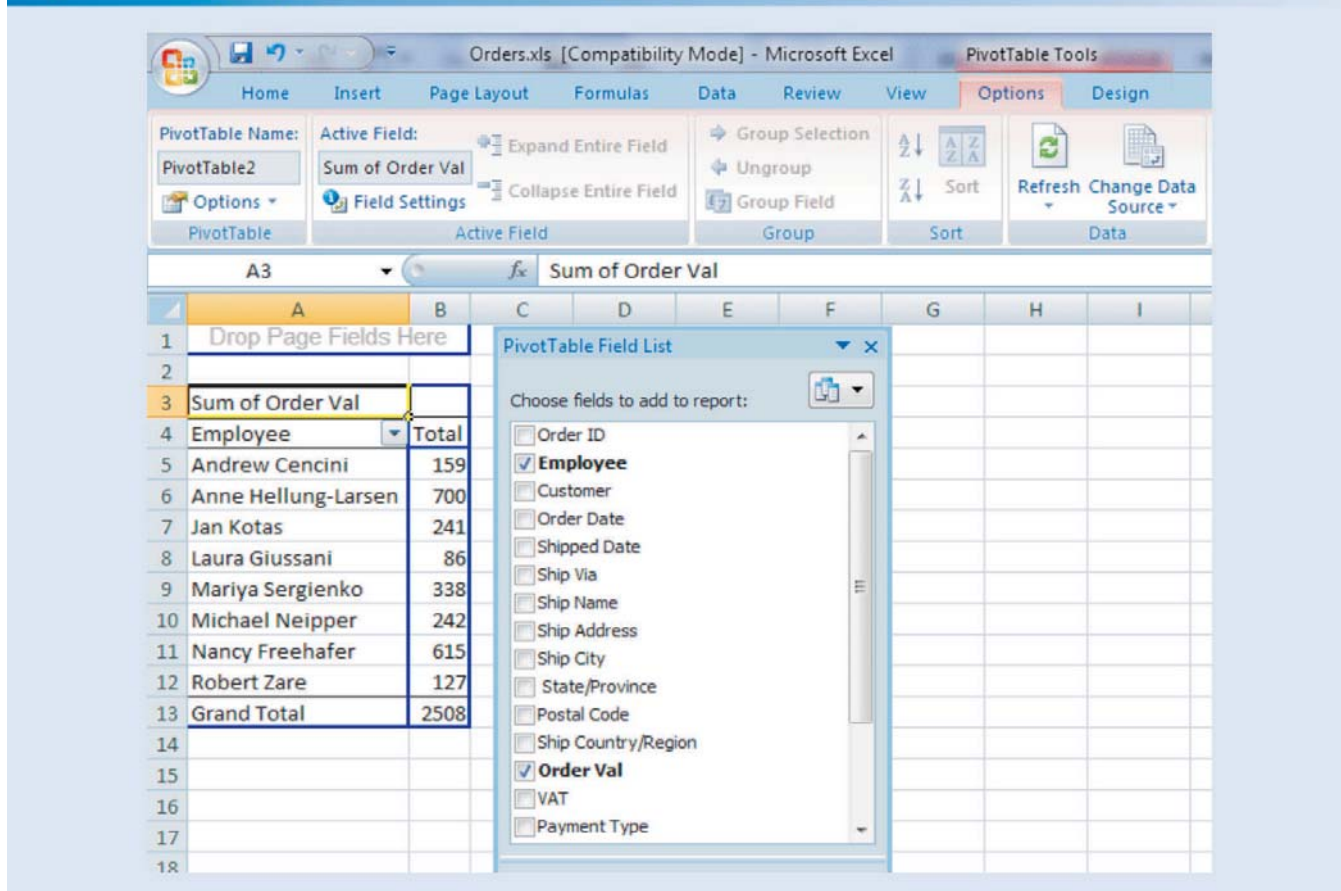 Orders.xls [Compatibility Mode] - Microsoft Excel
PivotTable Tools
Home Insert Page Layout Formulas Data Review View Options Design
PivotTable Name:
PivotTable2
Options
PivotTable
Active Field:
Sum of Order Val
Field Settings
Expand Entire Field
Collapse Entire Field
Active Field
Group Selection
Ungroup
Group Field
Group
Sort
Sort
Refresh
Change Data Source
Data
A3
fx Sum of Order Val
A B C D E F G H I
1 Drop Page Fields Here
2
3 Sum of Order Val
4 Employee Total
5 Andrew Cencini 159
6 Anne Hellung-Larsen 700
7 Jan Kotas 241
8 Laura Giussani 86
9 Mariya Sergienko 338
10 Michael Neipper 242
11 Nancy Freehafer 615
12 Robert Zare 127
13 Grand Total 2508
14
15
16
17
18
PivotTable Field List
Choose fields to add to report:
Order ID
Employee
Customer
Order Date
Shipped Date
Ship Via
Ship Name
Ship Address
Ship City
State/Province
Postal Code
Ship Country/Region
Order Val
VAT
Payment Type